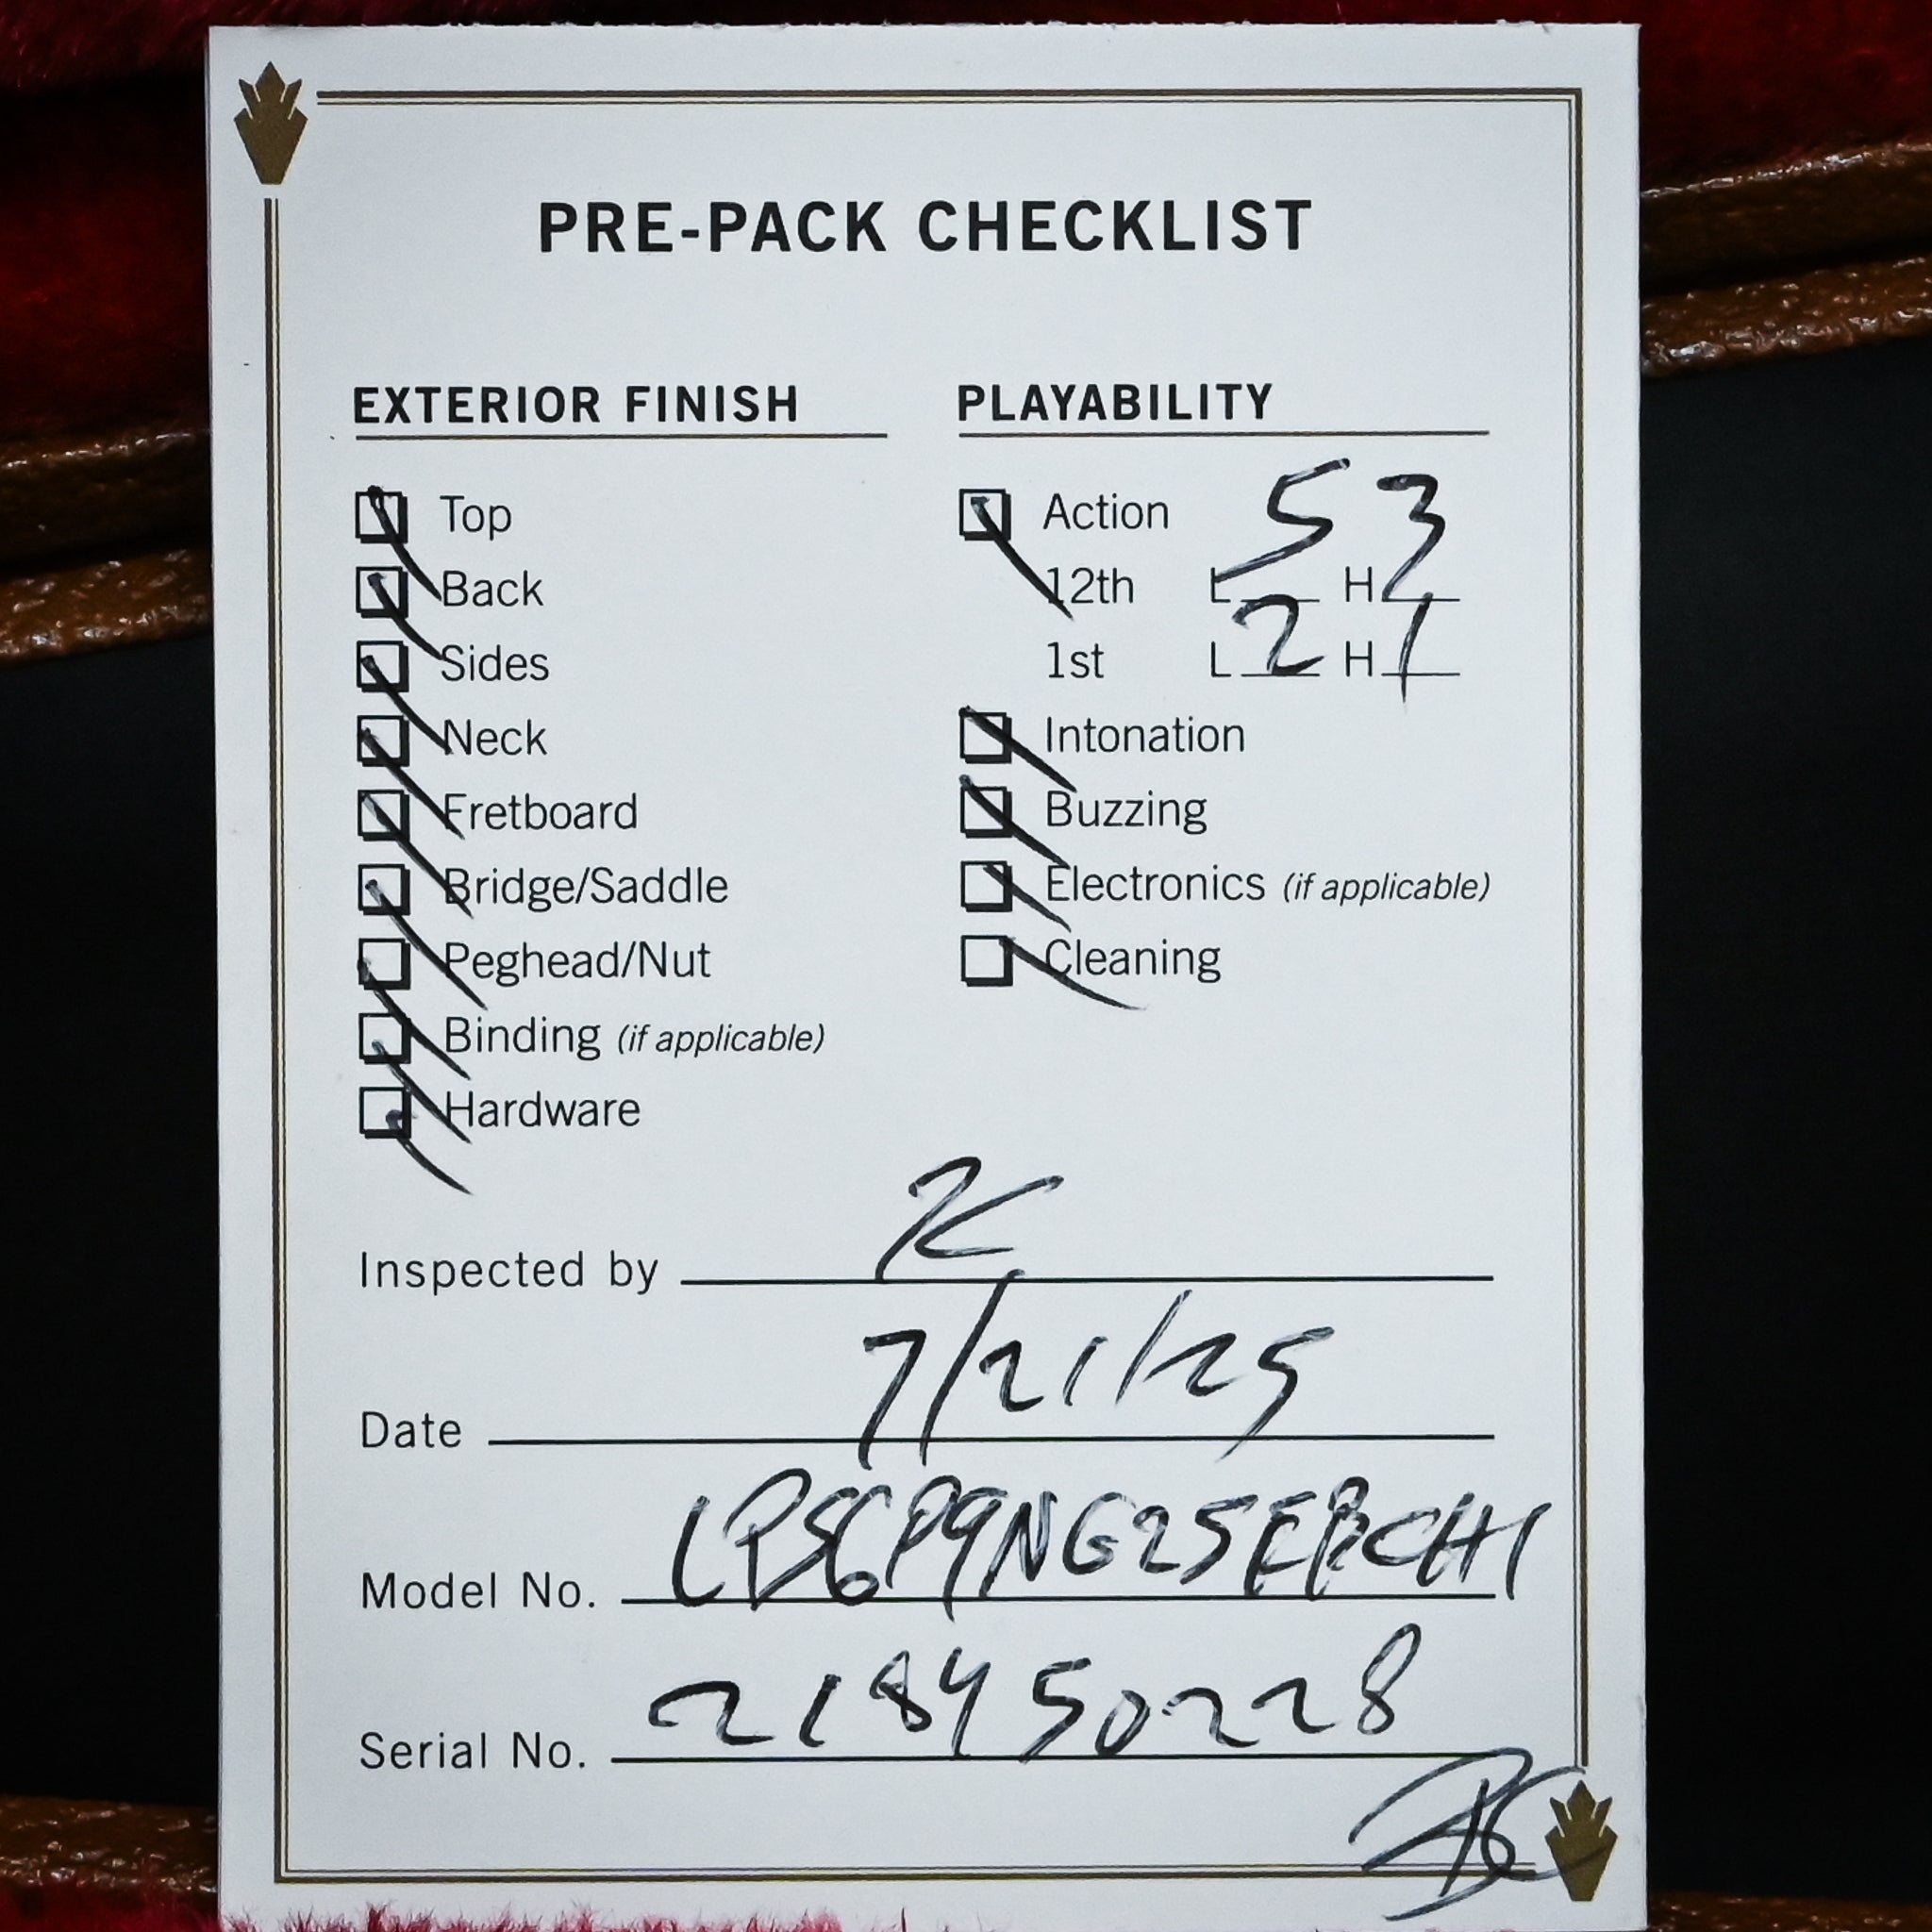 PRE-PACK CHECKLIST
EXTERIOR FINISH
Top
Back
Sides
Neck
Fretboard
Bridge/Saddle
Peghead/Nut
Binding (if applicable)
Hardware
PLAYABILITY
Action
12th L 5 H 3
1st L 2 H 1
Intonation
Buzzing
Electronics (if applicable)
Cleaning
Inspected by K
Date 7/21/25
Model No. LPS6P9NG25EBCH1
Serial No. 218450228